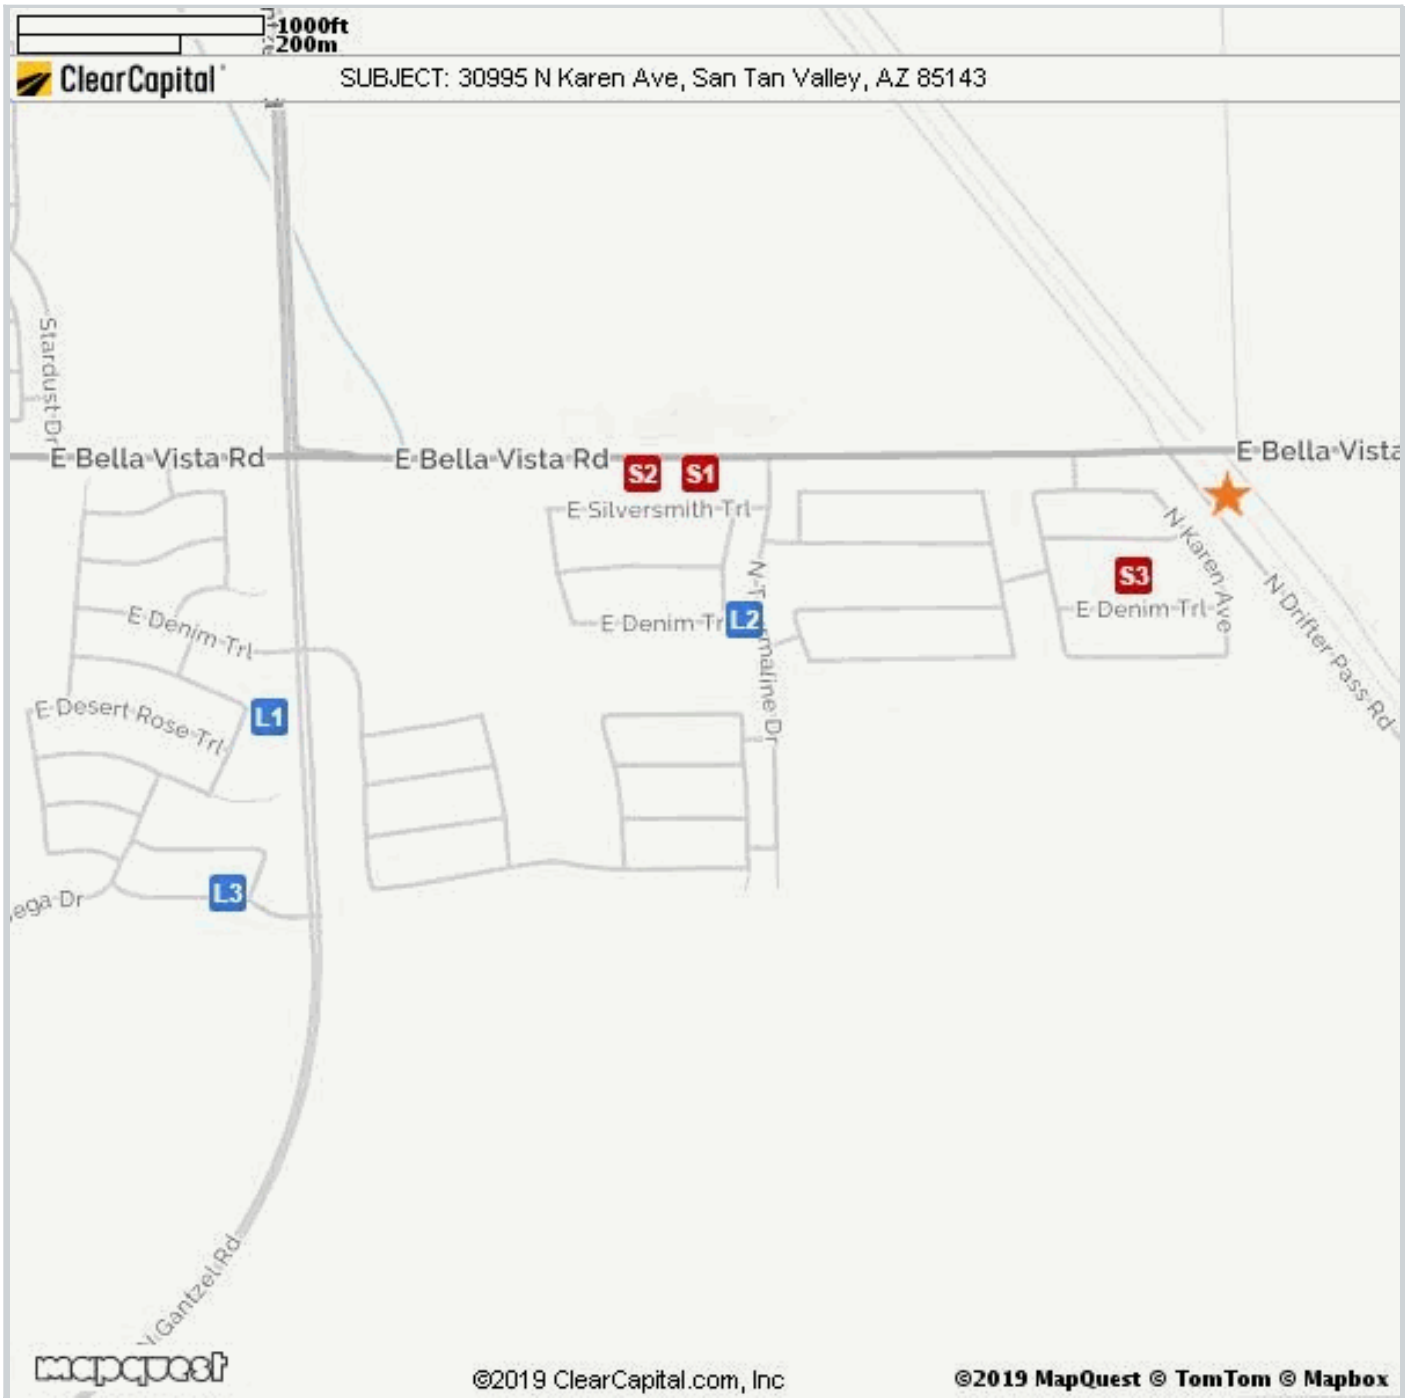 1000ft
200m
ClearCapital
SUBJECT: 30995 N Karen Ave, San Tan Valley, AZ 85143
Stardust Dr
E Bella Vista Rd
E Bella Vista Rd
E Bella Vista
S2
S1
E Silversmith Trl
N Karen Ave
S3
E Denim Trl
N Drifter Pass Rd
E Denim Trl
E Denim Tr
L2
maline Dr
E Desert Rose Trl
L1
L3
ega Dr
N Gantzel Rd
mapquest
©2019 ClearCapital.com, Inc
©2019 MapQuest © TomTom © Mapbox